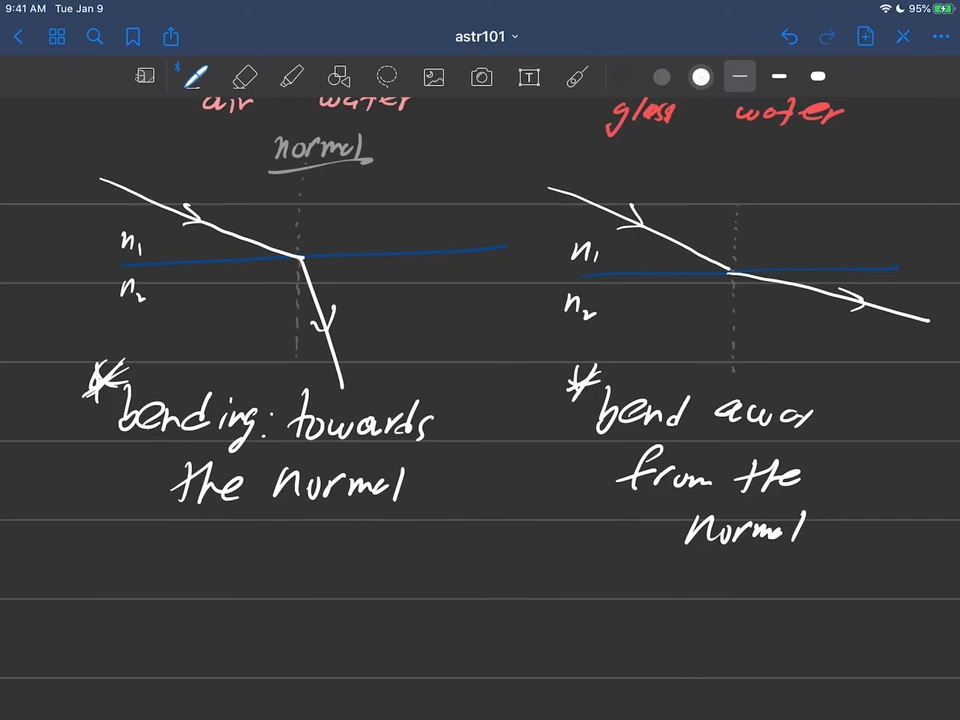 9:41 AM Tue Jan 9
95%
astr101
T
air water
glass water
normal
n₁
n₂
n₁
n₂
* bending: towards
the normal
* bend away
from the
normal